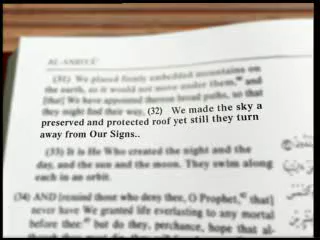 (31) We placed firmly embedded mountains on
the earth, so it would not move under them, and
[that] We have appointed thereon broad paths, so that
they might find their way. (32) We made the sky a
preserved and protected roof yet still they turn
away from Our Signs..
(33) It is He Who created the night and the
day, and the sun and the moon. They swim along
each in an orbit.
(34) AND [remind those who deny thee, O Prophet, that]
never have We granted life everlasting to any mortal
before thee: but do they, perchance, hope that al-